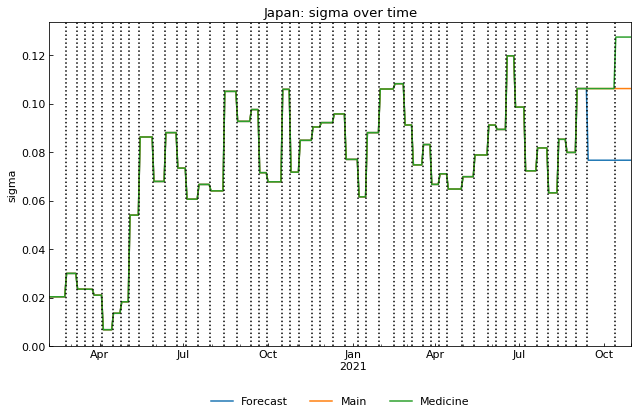 Japan: sigma over time
0.12
0.10
0.08
0.06
0.04
0.02
0.00
sigma
Apr Jul Oct Jan Apr Jul Oct
2021
Forecast Main Medicine